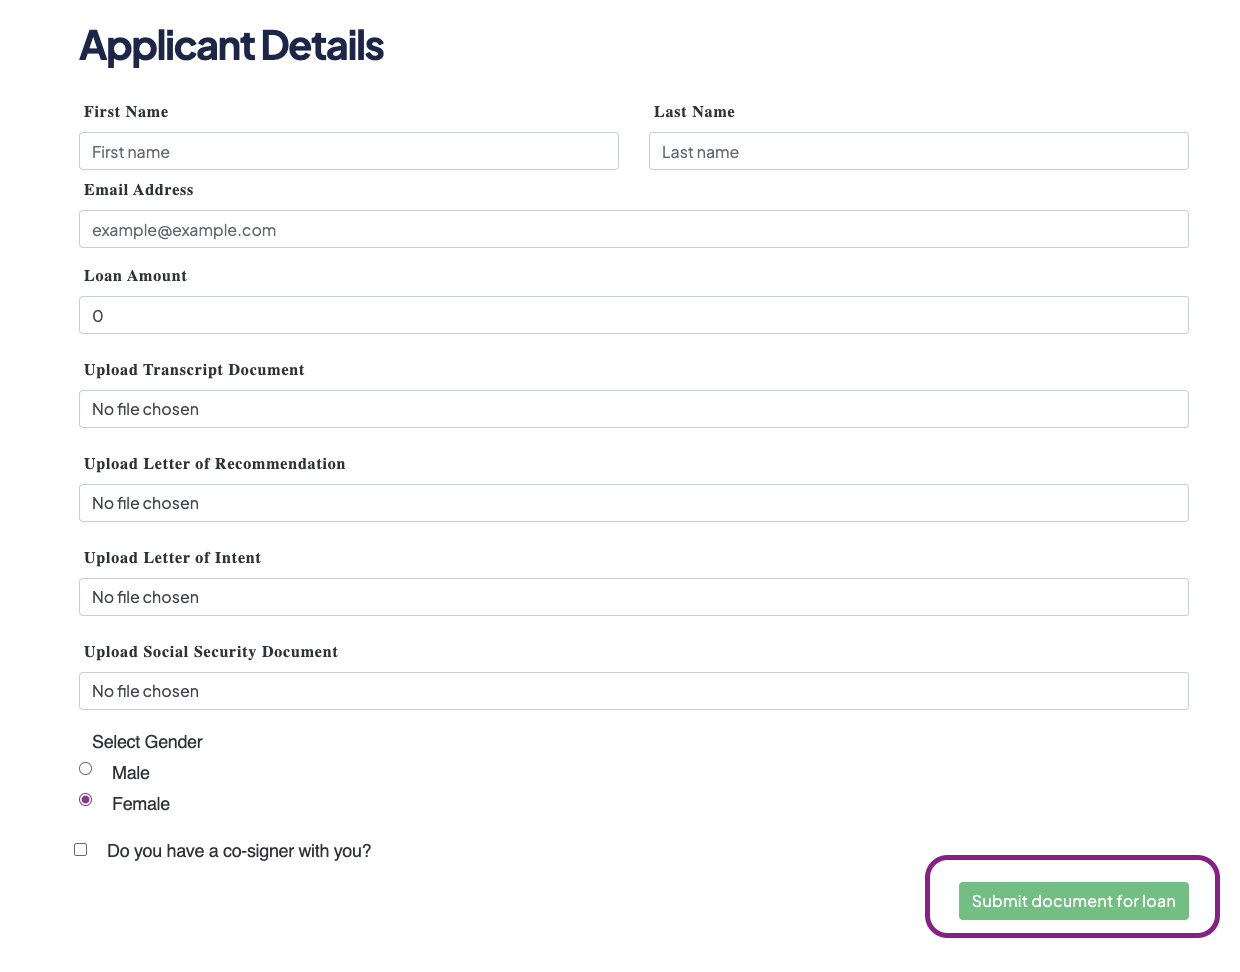 Applicant Details
First Name
Last Name
First name
Last name
Email Address
example@example.com
Loan Amount
0
Upload Transcript Document
No file chosen
Upload Letter of Recommendation
No file chosen
Upload Letter of Intent
No file chosen
Upload Social Security Document
No file chosen
Select Gender
Male
Female
Do you have a co-signer with you?
Submit document for loan